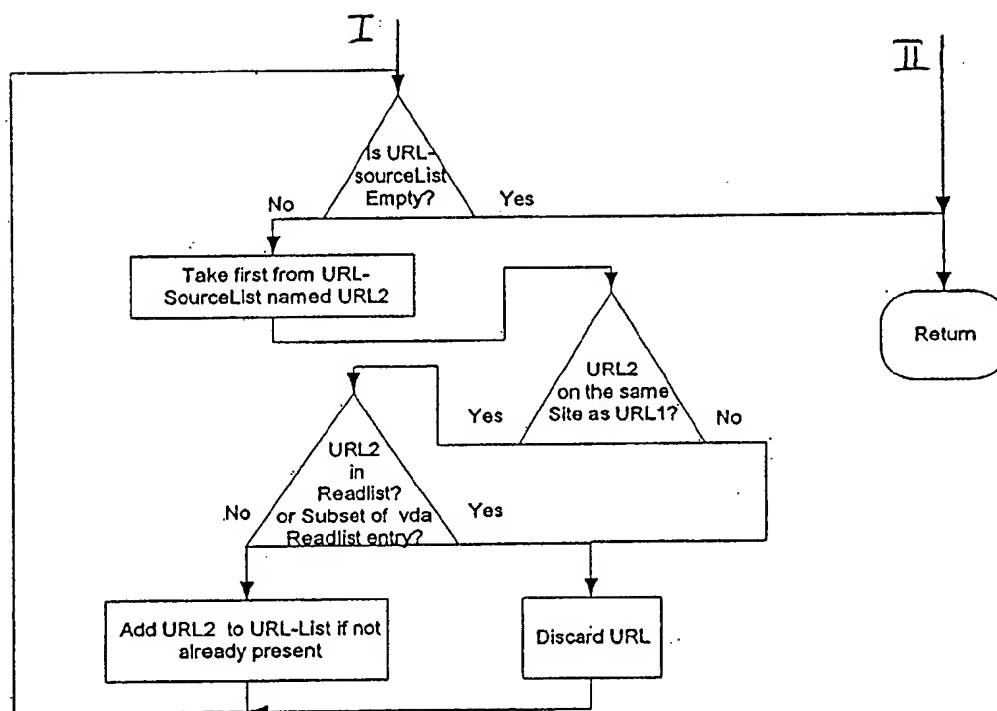 I
II
Is URL-
sourceList
Empty?
No
Yes
Take first from URL-
SourceList named URL2
Return
URL2
on the same
Site as URL1?
Yes
No
URL2
in
Readlist?
or Subset of vda
Readlist entry?
No
Yes
Add URL2 to URL-List if not
already present
Discard URL